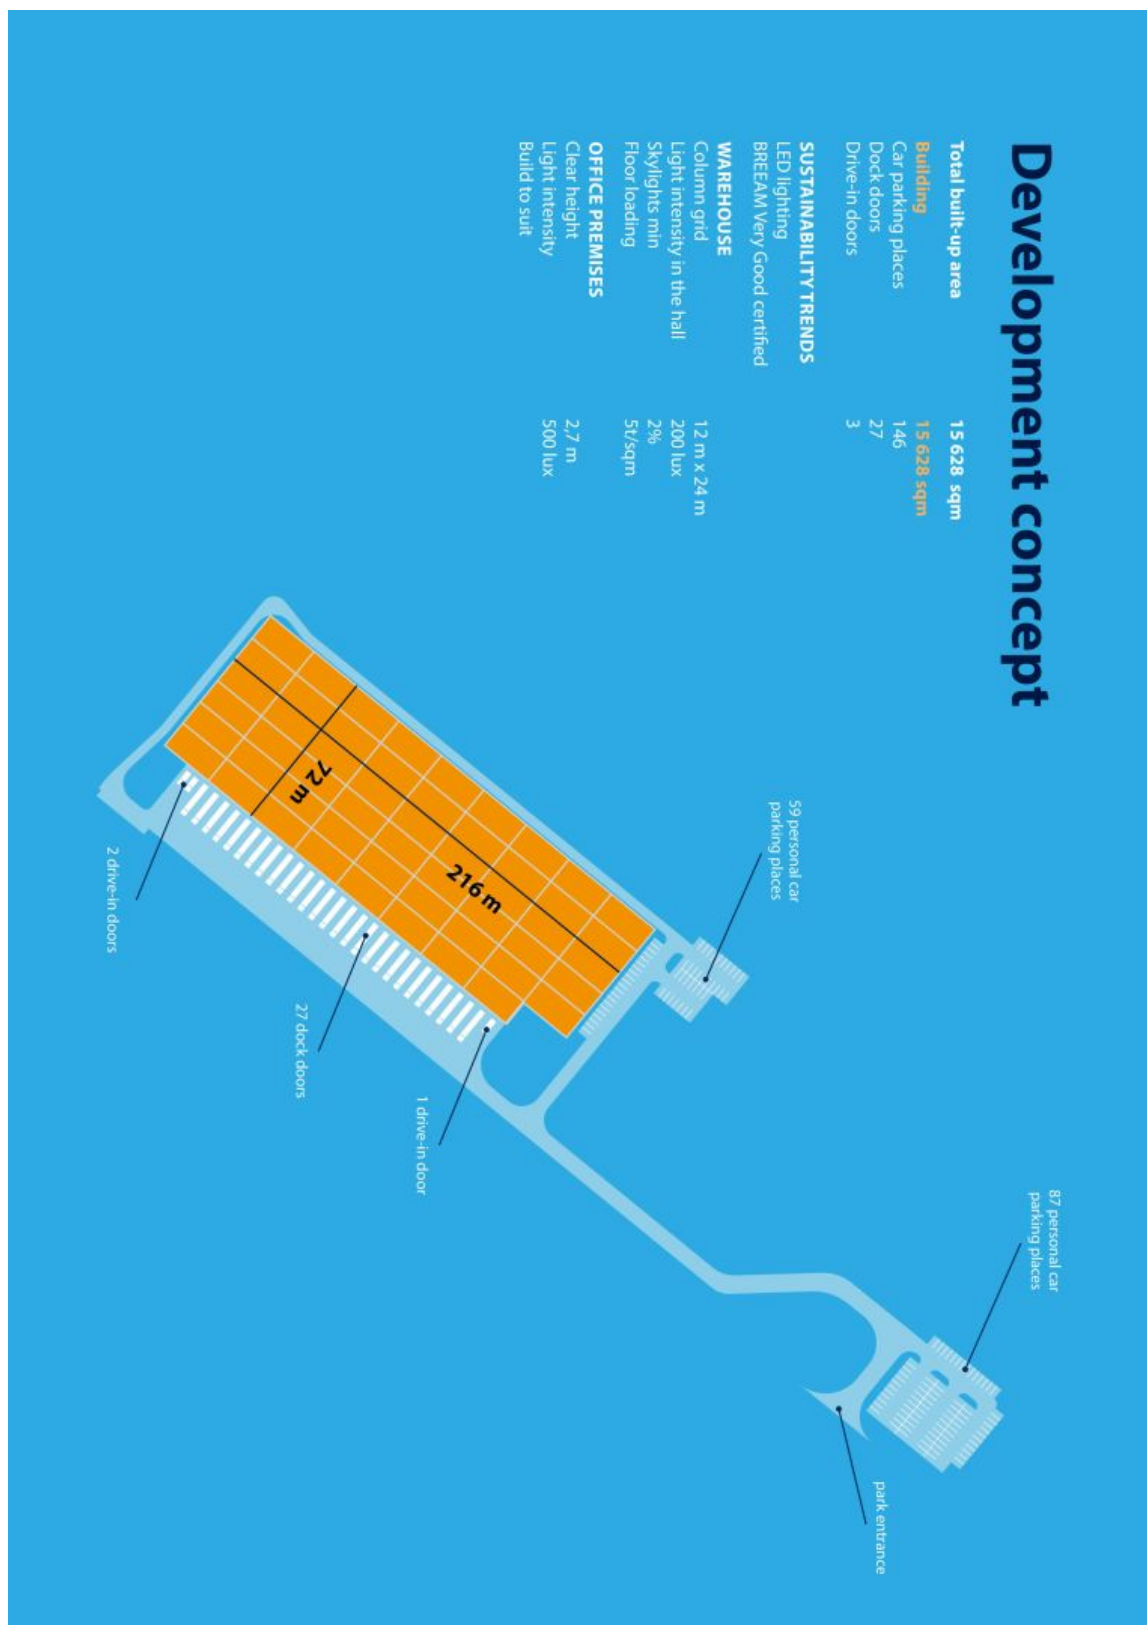 Development concept
Total built-up area 15 628 sqm
Building 15 628 sqm
Car parking places 146
Dock doors 27
Drive-in doors 3
SUSTAINABILITY TRENDS
LED lighting
BREEAM Very Good certified
WAREHOUSE
Column grid 12 m x 24 m
Light intensity in the hall 200 lux
Skylights min 2%
Floor loading 5t/sqm
OFFICE PREMISES
Clear height 2,7 m
Light intensity 500 lux
Build to suit
87 personal car
parking places
59 personal car
parking places
park entrance
216 m
72 m
1 drive-in door
27 dock doors
2 drive-in doors